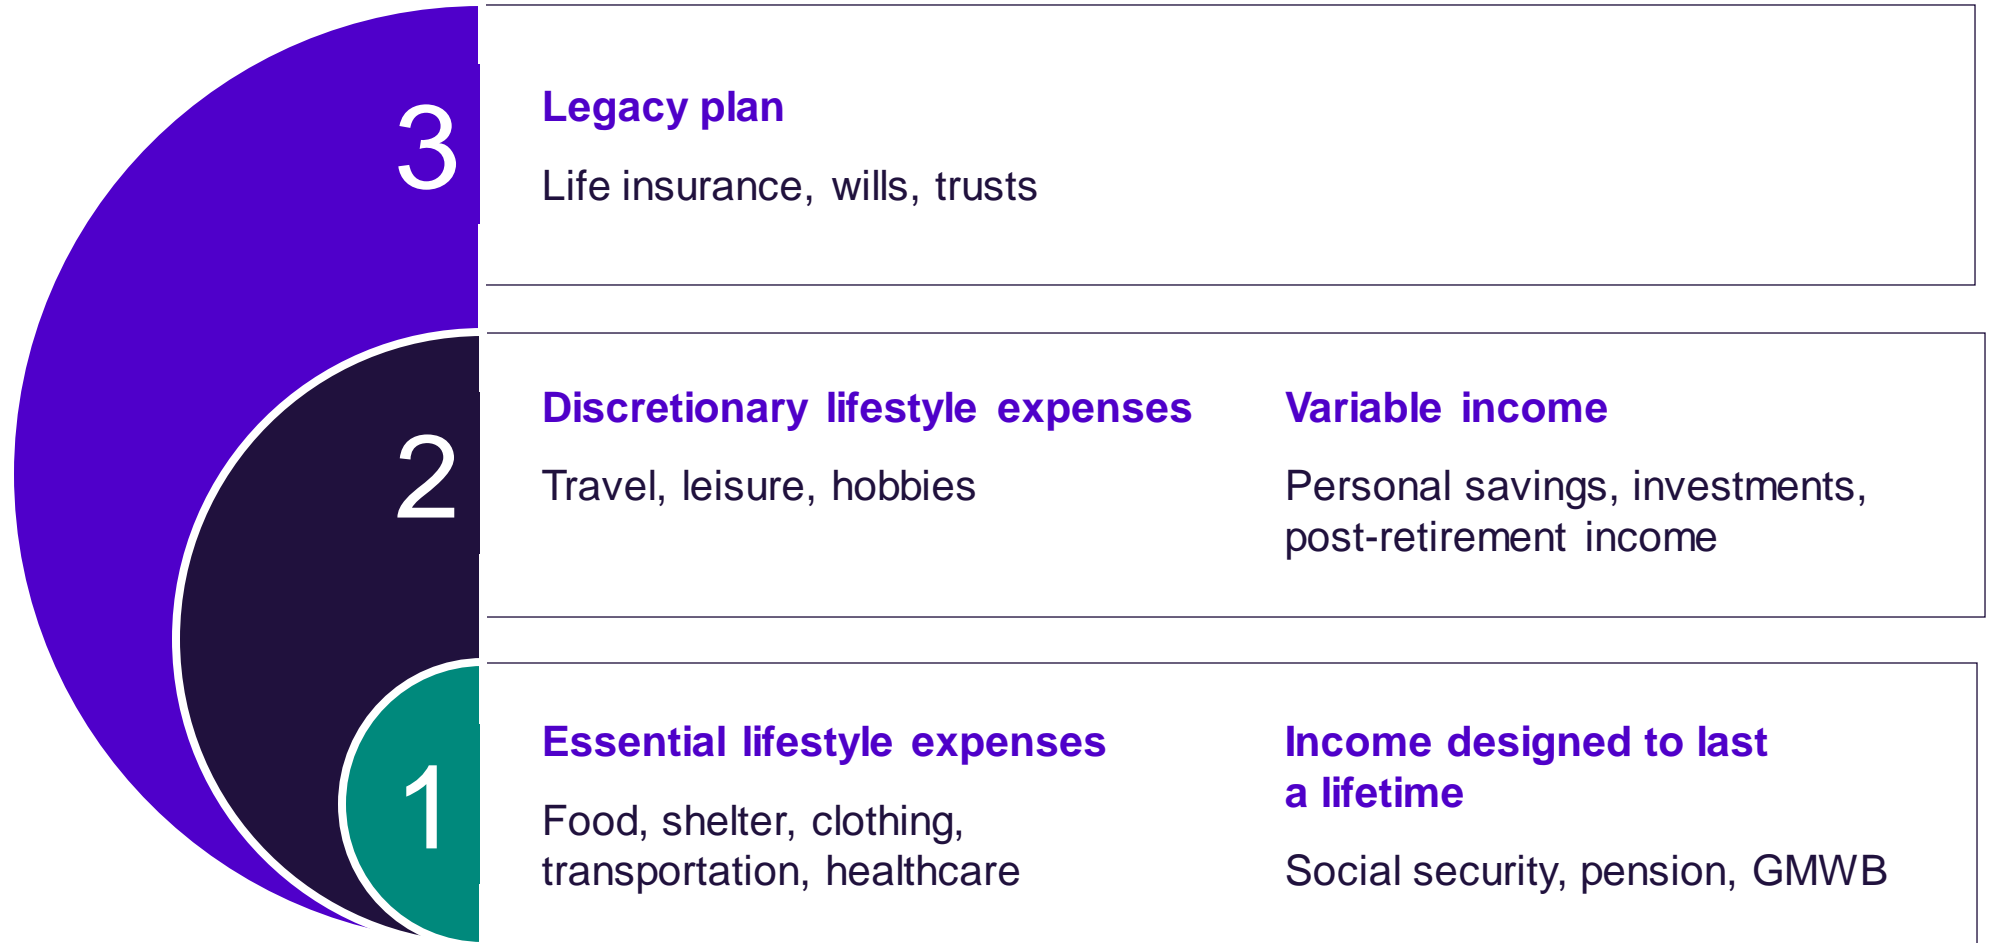 3
Legacy plan
Life insurance, wills, trusts
2
Discretionary lifestyle expenses
Travel, leisure, hobbies
Variable income
Personal savings, investments,
post-retirement income
1
Essential lifestyle expenses
Food, shelter, clothing,
transportation, healthcare
Income designed to last
a lifetime
Social security, pension, GMWB